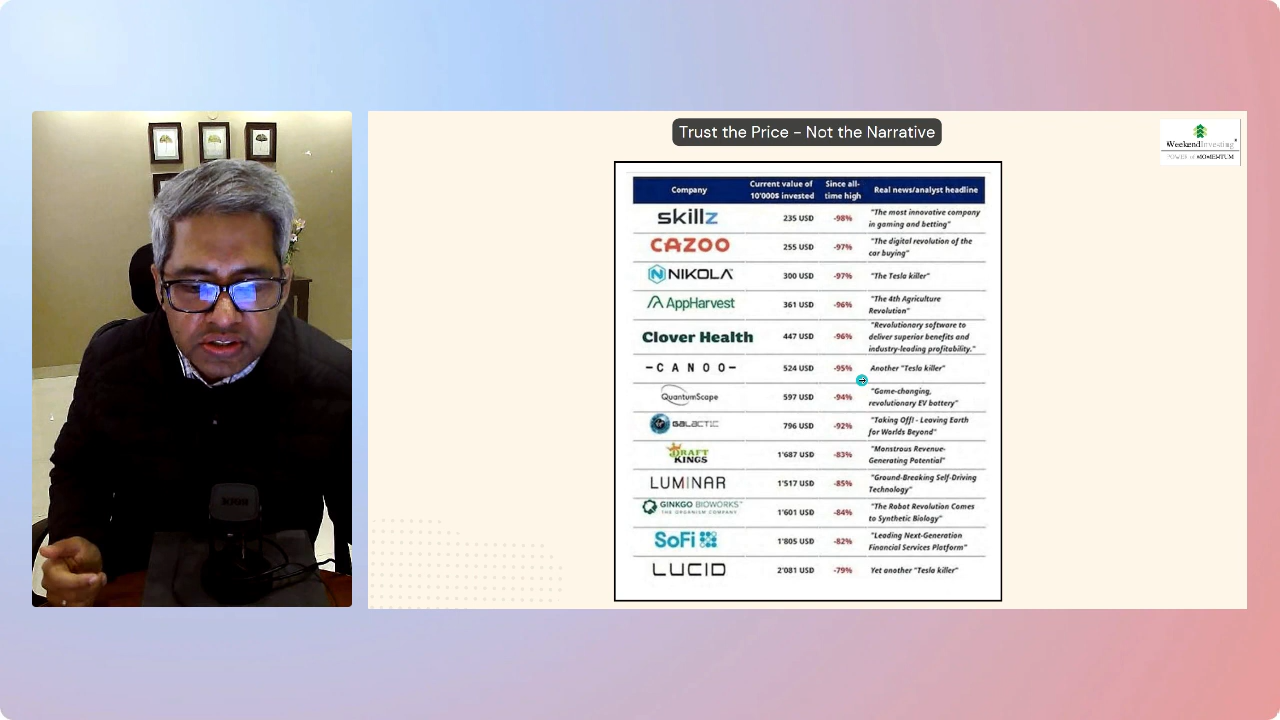 Trust the Price – Not the Narrative
WeekendInvesting
POWER of MOMENTUM
Company
Current value of
10'000$ invested
Since all-
time high
Real news/analyst headline
skillz
235 USD
-98%
"The most innovative company
in gaming and betting"
CAZOO
255 USD
-97%
"The digital revolution of the
car buying"
NIKOLA
300 USD
-97%
"The Tesla killer"
AppHarvest
361 USD
-96%
"The 4th Agriculture
Revolution"
Clover Health
447 USD
-96%
"Revolutionary software to
deliver superior benefits and
industry-leading profitability."
CANOO
524 USD
-95%
Another "Tesla killer"
QuantumScape
597 USD
-94%
"Game-changing,
revolutionary EV battery"
GALACTIC
796 USD
-92%
"Taking Off! - Leaving Earth
for Worlds Beyond"
DRAFT
KINGS
1'687 USD
-83%
"Monstrous Revenue-
Generating Potential"
LUMINAR
1'517 USD
-85%
"Ground-Breaking Self-Driving
Technology"
GINKGO BIOWORKS
THE ORGANISM COMPANY
1'601 USD
-84%
"The Robot Revolution Comes
to Synthetic Biology"
SoFi
1'805 USD
-82%
"Leading Next-Generation
Financial Services Platform"
LUCID
2'081 USD
-79%
Yet another "Tesla killer"